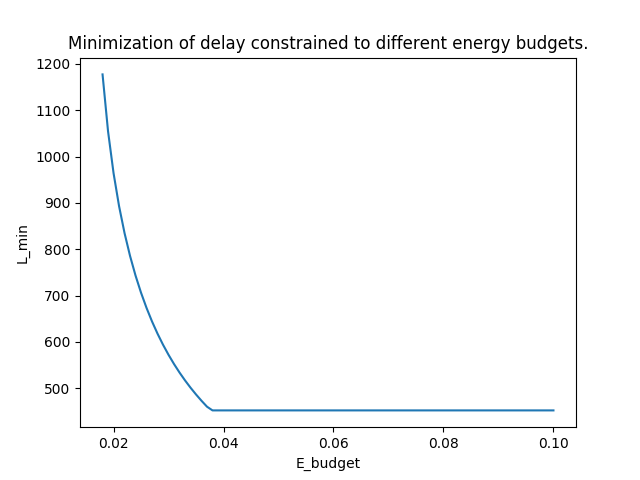 Minimization of delay constrained to different energy budgets.
1200
1100
1000
900
800
700
600
500
L_min
0.02 0.04 0.06 0.08 0.10
E_budget